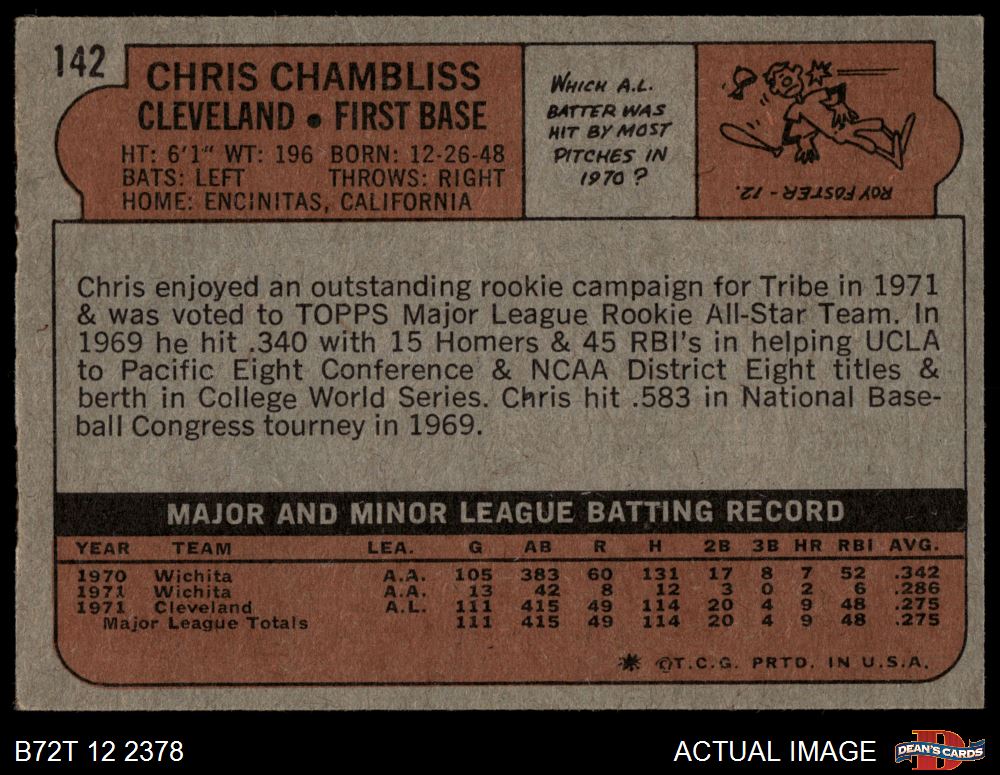 142
CHRIS CHAMBLISS
CLEVELAND • FIRST BASE
HT: 6'1" WT: 196 BORN: 12-26-48
BATS: LEFT THROWS: RIGHT
HOME: ENCINITAS, CALIFORNIA
WHICH A.L.
BATTER WAS
HIT BY MOST
PITCHES IN
1970?
ROY FOSTER - 12.
Chris enjoyed an outstanding rookie campaign for Tribe in 1971
& was voted to TOPPS Major League Rookie All-Star Team. In
1969 he hit .340 with 15 Homers & 45 RBI's in helping UCLA
to Pacific Eight Conference & NCAA District Eight titles &
berth in College World Series. Chris hit .583 in National Base-
ball Congress tourney in 1969.
MAJOR AND MINOR LEAGUE BATTING RECORD
YEAR TEAM LEA. G AB R H 2B 3B HR RBI AVG.
1970 Wichita A.A. 105 383 60 131 17 8 7 52 .342
1971 Wichita A.A. 13 42 8 12 3 0 2 6 .286
1971 Cleveland A.L. 111 415 49 114 20 4 9 48 .275
Major League Totals 111 415 49 114 20 4 9 48 .275
✱ ©T.C.G. PRTD. IN U.S.A.
B72T 12 2378
ACTUAL IMAGE
DEAN'S CARDS